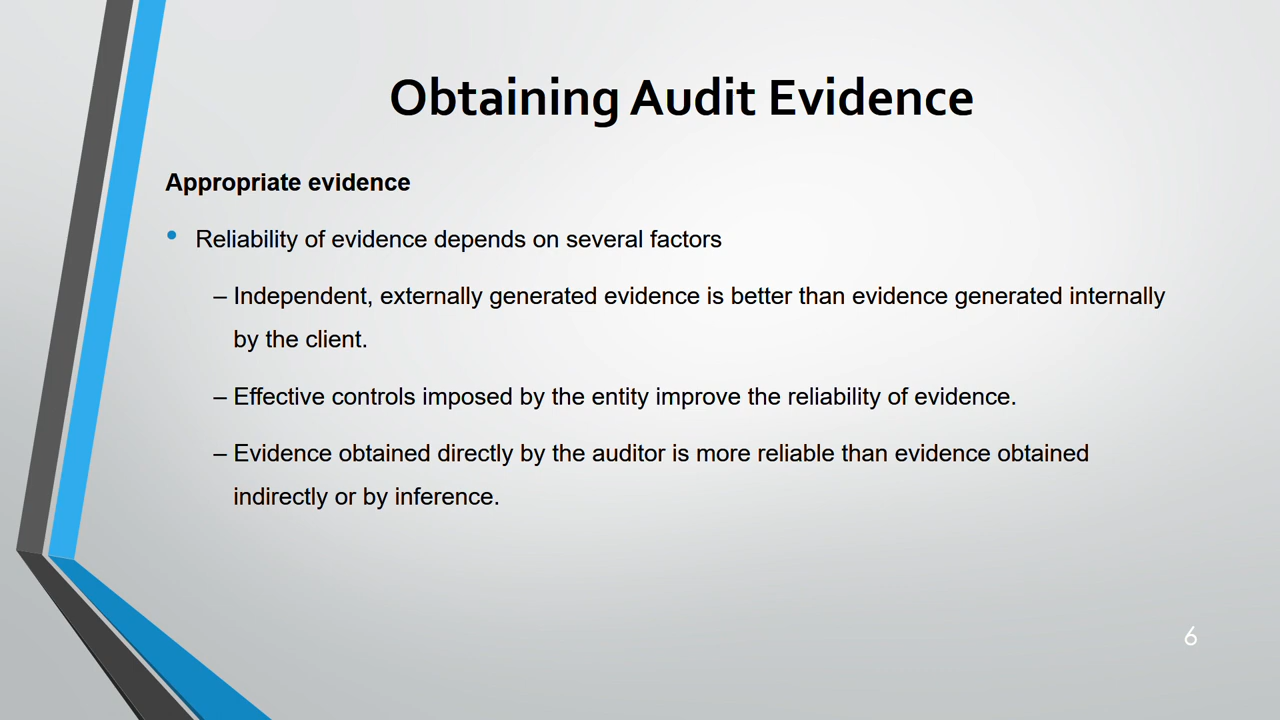 Obtaining Audit Evidence
Appropriate evidence
• Reliability of evidence depends on several factors
– Independent, externally generated evidence is better than evidence generated internally
by the client.
– Effective controls imposed by the entity improve the reliability of evidence.
– Evidence obtained directly by the auditor is more reliable than evidence obtained
indirectly or by inference.
6